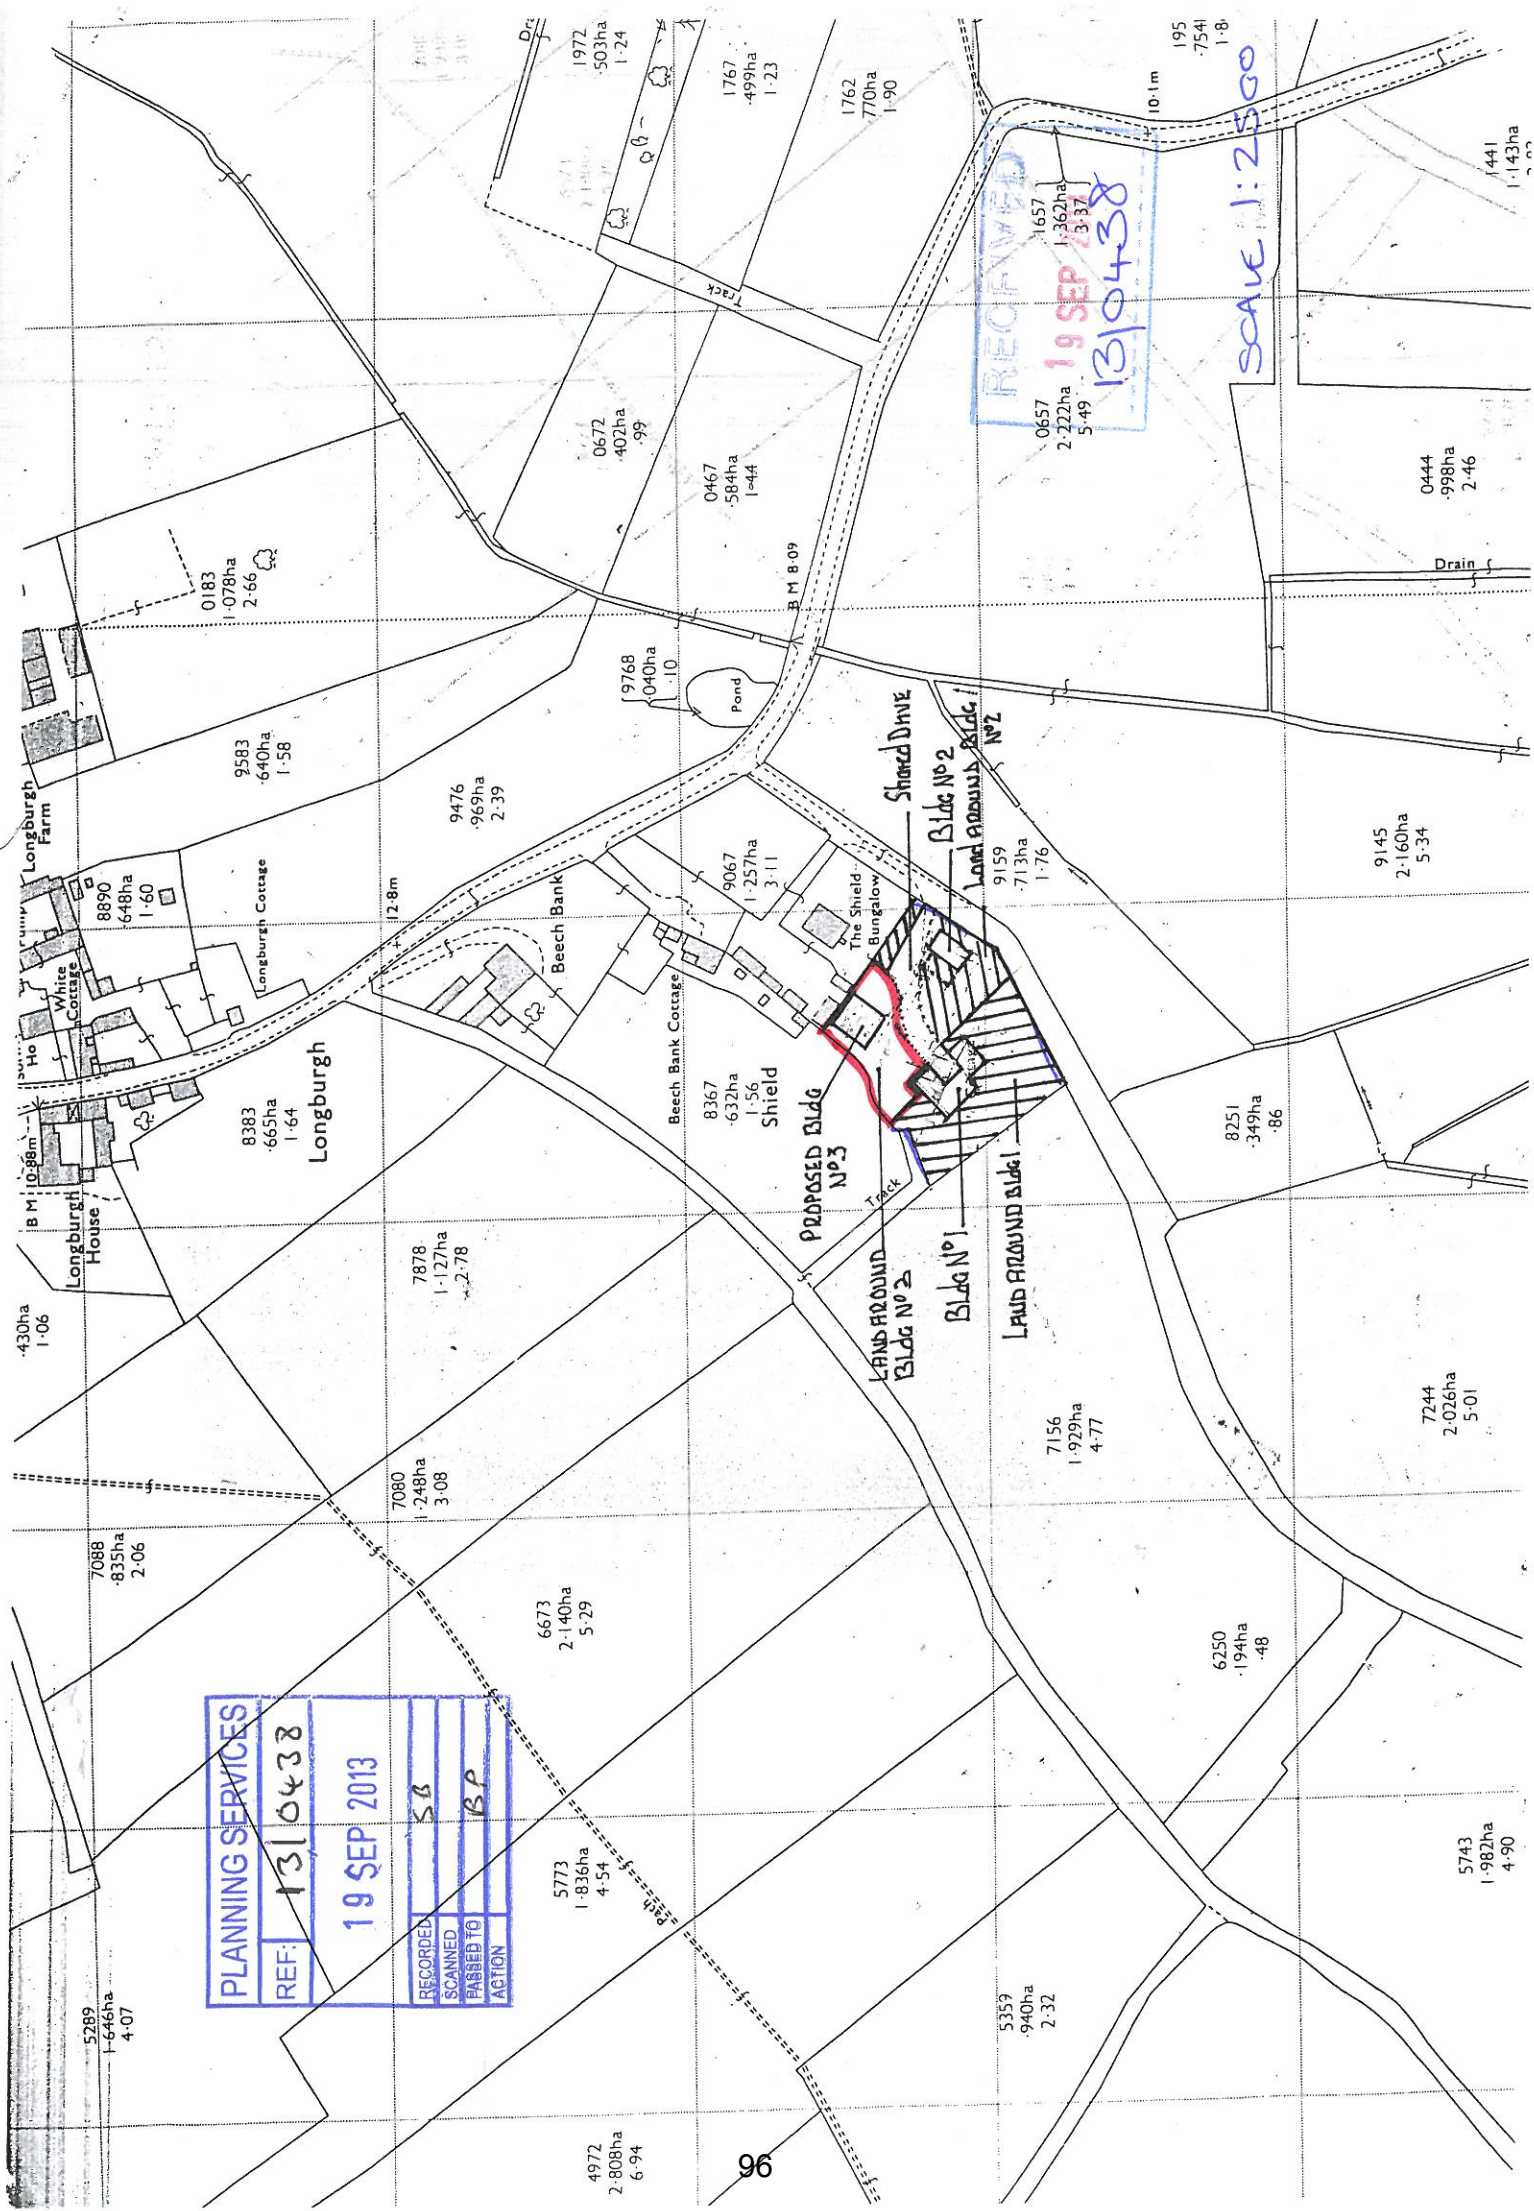 PLANNING SERVICES
REF: 13/0438
19 SEP 2013
RECORDED SB
SCANNED
PASSED TO BP
ACTION
5289
1·646ha
4·07
7088
·835ha
2·06
·430ha
1·06
B M 10·88m
Longburgh
House
White
Cottage
Ho
Longburgh
Farm
8890
·648ha
1·60
Longburgh Cottage
0183
1·078ha
2·66
8383
·665ha
1·64
Longburgh
12·8m
9583
·640ha
1·58
9476
·969ha
2·39
7878
1·127ha
2·78
7080
1·248ha
3·08
6673
2·140ha
5·29
5773
1·836ha
4·54
Path
4972
2·808ha
6·94
5359
·940ha
2·32
Beech Bank
Beech Bank Cottage
8367
·632ha
1·56
Shield
9067
1·257ha
3·11
The Shield
Bungalow
9768
·040ha
·10
Pond
B M 8·09
0672
·402ha
·99
0467
·584ha
1·44
Track
1972
·503ha
1·24
1767
·499ha
1·23
1762
·770ha
1·90
195
·754
1·8
10·1m
RECEIVED
19 SEP 2013
13/0438
1657
1·362ha
3·37
0657
2·222ha
5·49
SCALE 1:2500
1441
1·143ha
0444
·998ha
2·46
Drain
PROPOSED BLDG
Nº3
Track
LAND AROUND
BLDG Nº3
BLDG Nº1
LAND AROUND BLDG 1
Shared Drive
BLDG Nº2
Land AROUND BLDG
Nº2
9159
·713ha
1·76
9145
2·160ha
5·34
8251
·349ha
·86
7156
1·929ha
4·77
7244
2·026ha
5·01
6250
·194ha
·48
5743
1·982ha
4·90
96